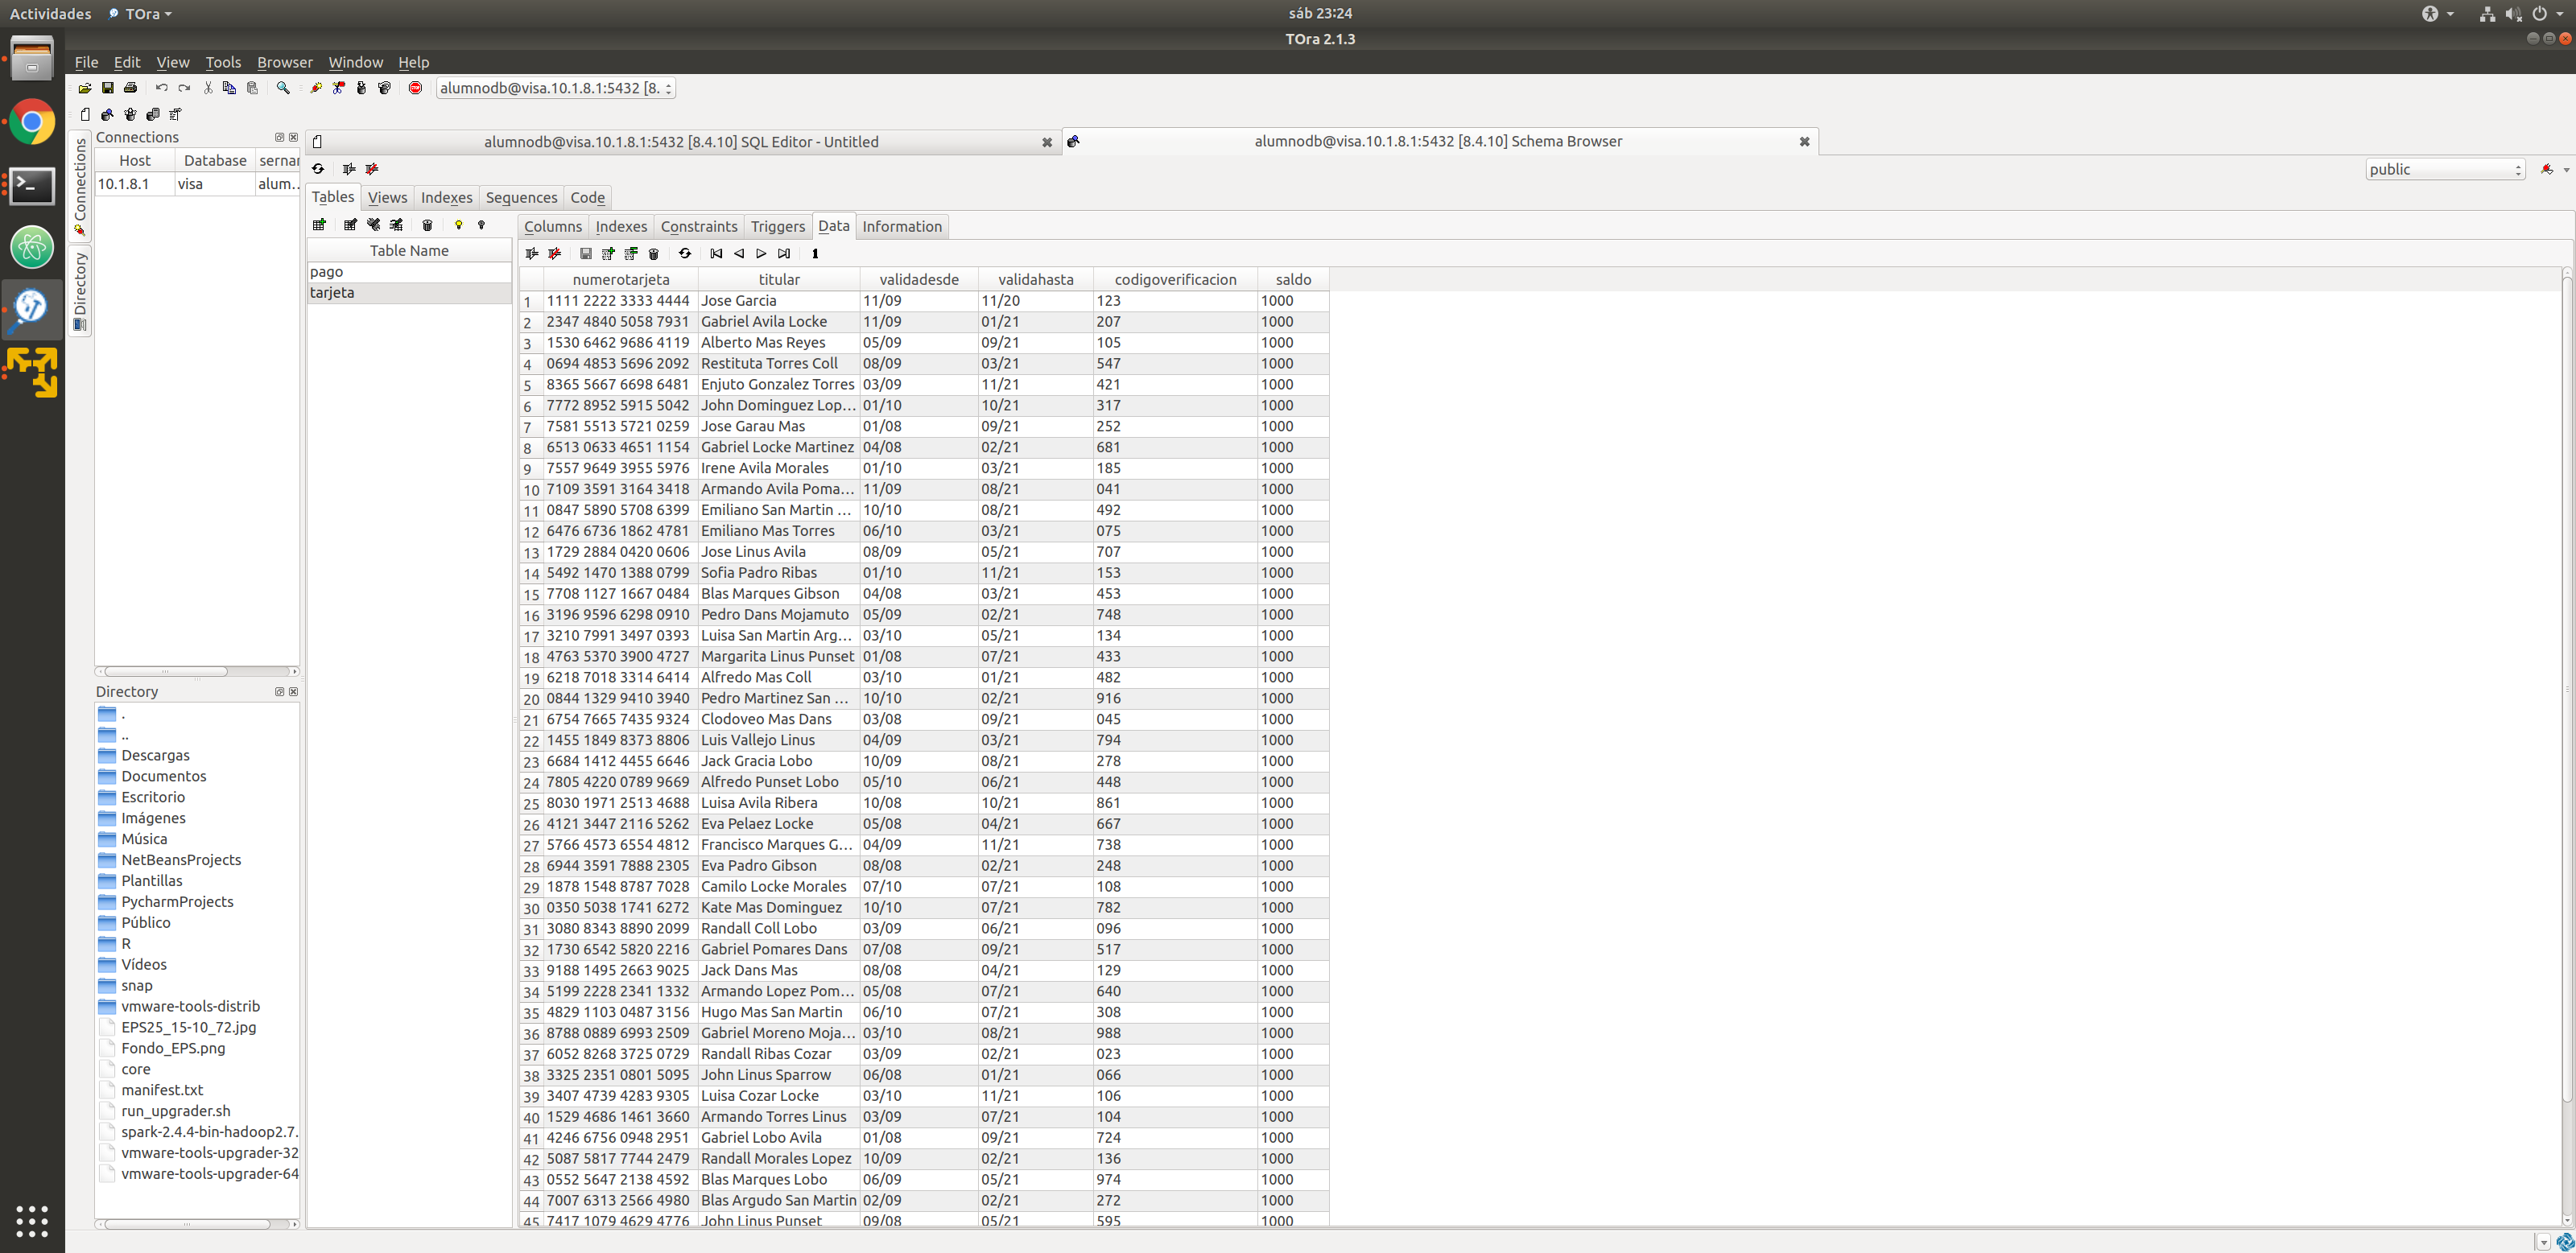 Actividades TOra sáb 23:24
TOra 2.1.3
File Edit View Tools Browser Window Help
alumnodb@visa.10.1.8.1:5432 [8.
Connections
Directory
Connections
Host Database sernar
10.1.8.1 visa alum...
alumnodb@visa.10.1.8.1:5432 [8.4.10] SQL Editor - Untitled
alumnodb@visa.10.1.8.1:5432 [8.4.10] Schema Browser
public
Tables Views Indexes Sequences Code
Table Name
pago
tarjeta
Columns Indexes Constraints Triggers Data Information
numerotarjeta titular validadesde validahasta codigoverificacion saldo
1 1111 2222 3333 4444 Jose Garcia 11/09 11/20 123 1000
2 2347 4840 5058 7931 Gabriel Avila Locke 11/09 01/21 207 1000
3 1530 6462 9686 4119 Alberto Mas Reyes 05/09 09/21 105 1000
4 0694 4853 5696 2092 Restituta Torres Coll 08/09 03/21 547 1000
5 8365 5667 6698 6481 Enjuto Gonzalez Torres 03/09 11/21 421 1000
6 7772 8952 5915 5042 John Dominguez Lop... 01/10 10/21 317 1000
7 7581 5513 5721 0259 Jose Garau Mas 01/08 09/21 252 1000
8 6513 0633 4651 1154 Gabriel Locke Martinez 04/08 02/21 681 1000
9 7557 9649 3955 5976 Irene Avila Morales 01/10 03/21 185 1000
10 7109 3591 3164 3418 Armando Avila Poma... 11/09 08/21 041 1000
11 0847 5890 5708 6399 Emiliano San Martin ... 10/10 08/21 492 1000
12 6476 6736 1862 4781 Emiliano Mas Torres 06/10 03/21 075 1000
13 1729 2884 0420 0606 Jose Linus Avila 08/09 05/21 707 1000
14 5492 1470 1388 0799 Sofia Padro Ribas 01/10 11/21 153 1000
15 7708 1127 1667 0484 Blas Marques Gibson 04/08 03/21 453 1000
16 3196 9596 6298 0910 Pedro Dans Mojamuto 05/09 02/21 748 1000
17 3210 7991 3497 0393 Luisa San Martin Arg... 03/10 05/21 134 1000
18 4763 5370 3900 4727 Margarita Linus Punset 01/08 07/21 433 1000
19 6218 7018 3314 6414 Alfredo Mas Coll 03/10 01/21 482 1000
20 0844 1329 9410 3940 Pedro Martinez San ... 10/10 02/21 916 1000
21 6754 7665 7435 9324 Clodoveo Mas Dans 03/08 09/21 045 1000
22 1455 1849 8373 8806 Luis Vallejo Linus 04/09 03/21 794 1000
23 6684 1412 4455 6646 Jack Gracia Lobo 10/09 08/21 278 1000
24 7805 4220 0789 9669 Alfredo Punset Lobo 05/10 06/21 448 1000
25 8030 1971 2513 4688 Luisa Avila Ribera 10/08 10/21 861 1000
26 4121 3447 2116 5262 Eva Pelaez Locke 05/08 04/21 667 1000
27 5766 4573 6554 4812 Francisco Marques G... 04/09 11/21 738 1000
28 6944 3591 7888 2305 Eva Padro Gibson 08/08 02/21 248 1000
29 1878 1548 8787 7028 Camilo Locke Morales 07/10 07/21 108 1000
30 0350 5038 1741 6272 Kate Mas Dominguez 10/10 07/21 782 1000
31 3080 8343 8890 2099 Randall Coll Lobo 03/09 06/21 096 1000
32 1730 6542 5820 2216 Gabriel Pomares Dans 07/08 09/21 517 1000
33 9188 1495 2663 9025 Jack Dans Mas 08/08 04/21 129 1000
34 5199 2228 2341 1332 Armando Lopez Pom... 05/08 07/21 640 1000
35 4829 1103 0487 3156 Hugo Mas San Martin 06/10 07/21 308 1000
36 8788 0889 6993 2509 Gabriel Moreno Moja... 03/10 08/21 988 1000
37 6052 8268 3725 0729 Randall Ribas Cozar 03/09 02/21 023 1000
38 3325 2351 0801 5095 John Linus Sparrow 06/08 01/21 066 1000
39 3407 4739 4283 9305 Luisa Cozar Locke 03/10 11/21 106 1000
40 1529 4686 1461 3660 Armando Torres Linus 03/09 07/21 104 1000
41 4246 6756 0948 2951 Gabriel Lobo Avila 01/08 09/21 724 1000
42 5087 5817 7744 2479 Randall Morales Lopez 10/09 02/21 136 1000
43 0552 5647 2138 4592 Blas Marques Lobo 06/09 05/21 974 1000
44 7007 6313 2566 4980 Blas Argudo San Martin 02/09 02/21 272 1000
45 7417 1079 4629 4776 John Linus Punset 09/08 05/21 595 1000
Directory
.
..
Descargas
Documentos
Escritorio
Imágenes
Música
NetBeansProjects
Plantillas
PycharmProjects
Público
R
Vídeos
snap
vmware-tools-distrib
EPS25_15-10_72.jpg
Fondo_EPS.png
core
manifest.txt
run_upgrader.sh
spark-2.4.4-bin-hadoop2.7.
vmware-tools-upgrader-32
vmware-tools-upgrader-64